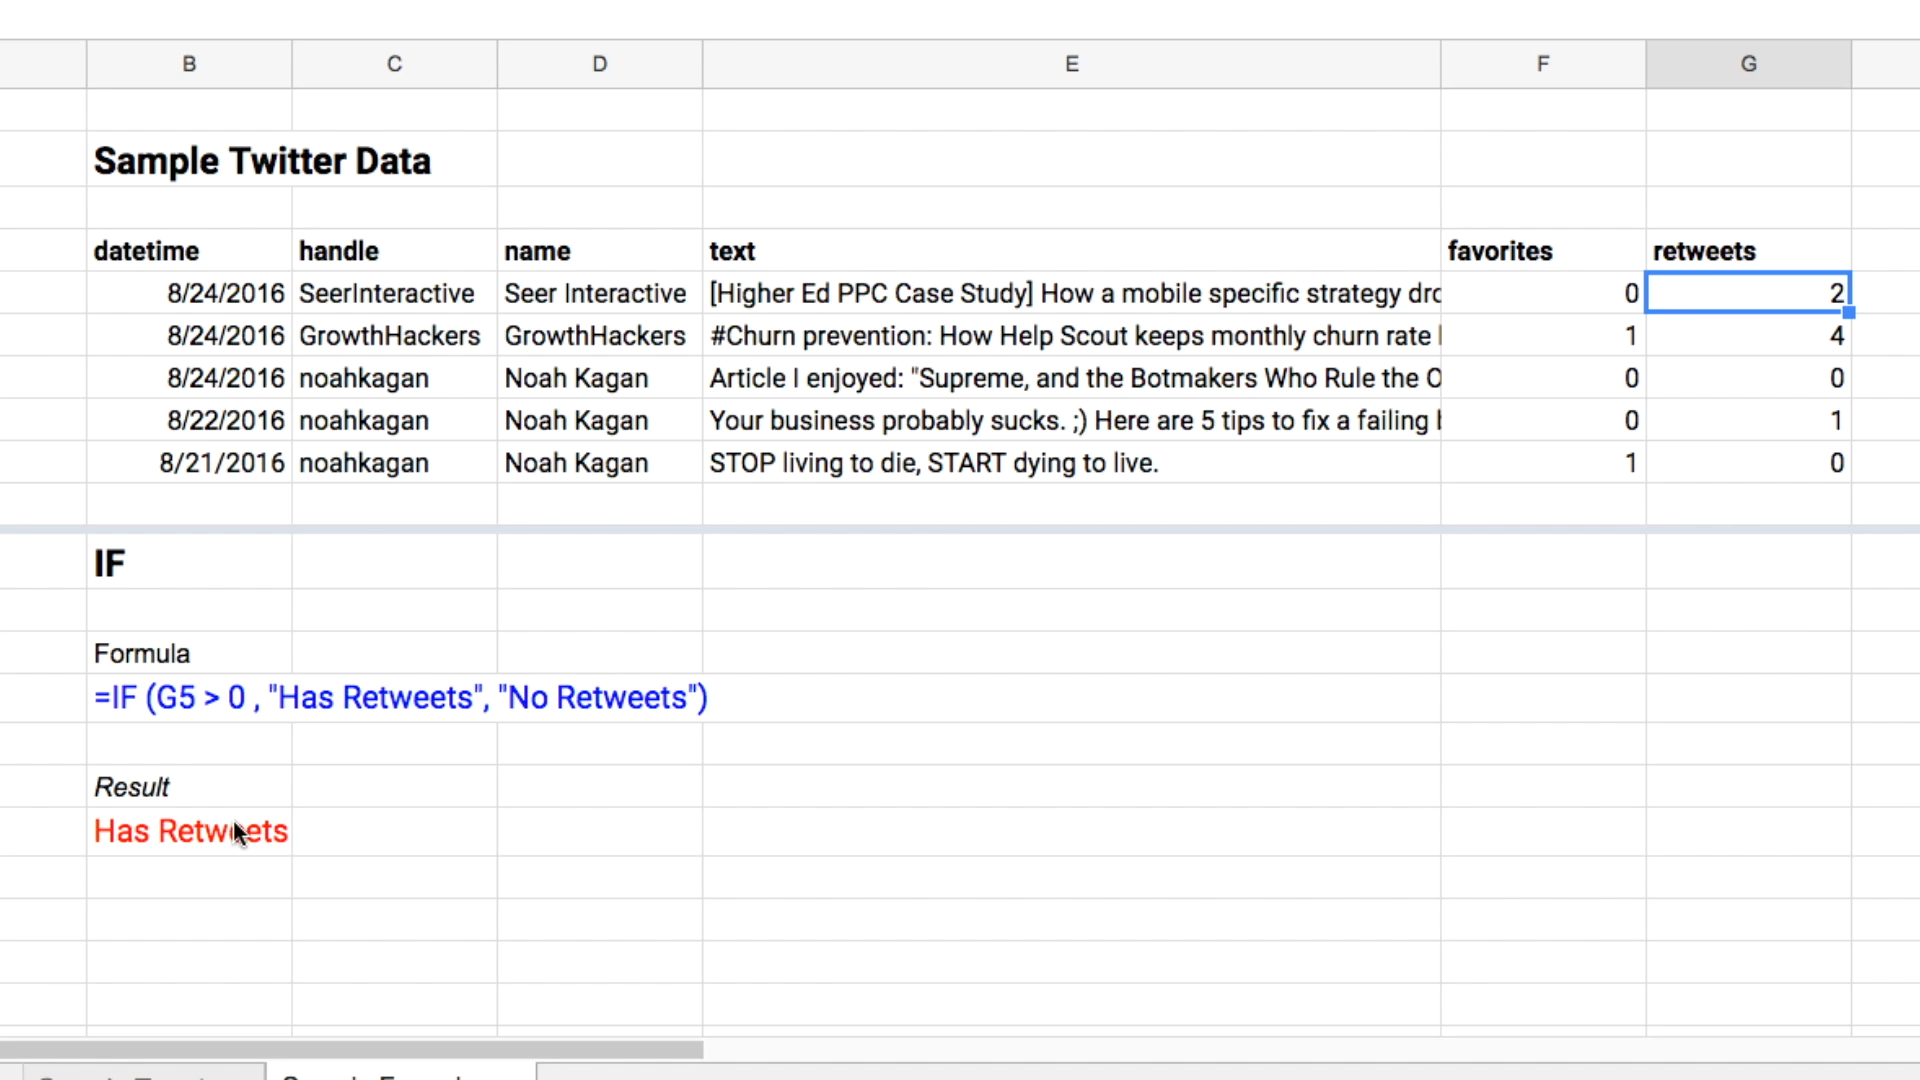 B C D E F G
Sample Twitter Data
datetime handle name text favorites retweets
8/24/2016 SeerInteractive Seer Interactive [Higher Ed PPC Case Study] How a mobile specific strategy 0 2
8/24/2016 GrowthHackers GrowthHackers #Churn prevention: How Help Scout keeps monthly churn rate 1 4
8/24/2016 noahkagan Noah Kagan Article I enjoyed: "Supreme, and the Botmakers Who Rule the 0 0
8/22/2016 noahkagan Noah Kagan Your business probably sucks. ;) Here are 5 tips to fix a failing 0 1
8/21/2016 noahkagan Noah Kagan STOP living to die, START dying to live. 1 0
IF
Formula
=IF (G5 > 0 , "Has Retweets", "No Retweets")
Result
Has Retweets